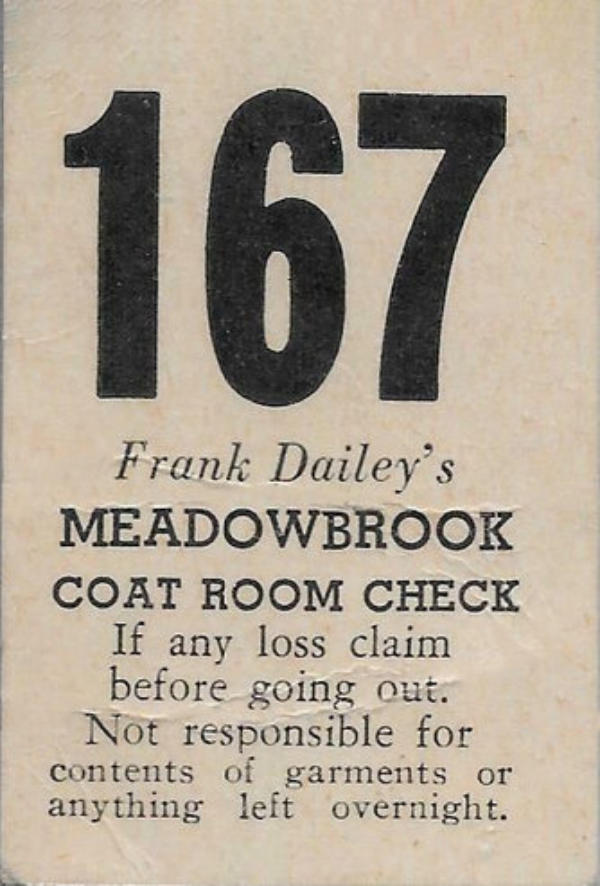 167
Frank Dailey's
MEADOWBROOK
COAT ROOM CHECK
If any loss claim
before going out.
Not responsible for
contents of garments or
anything left overnight.